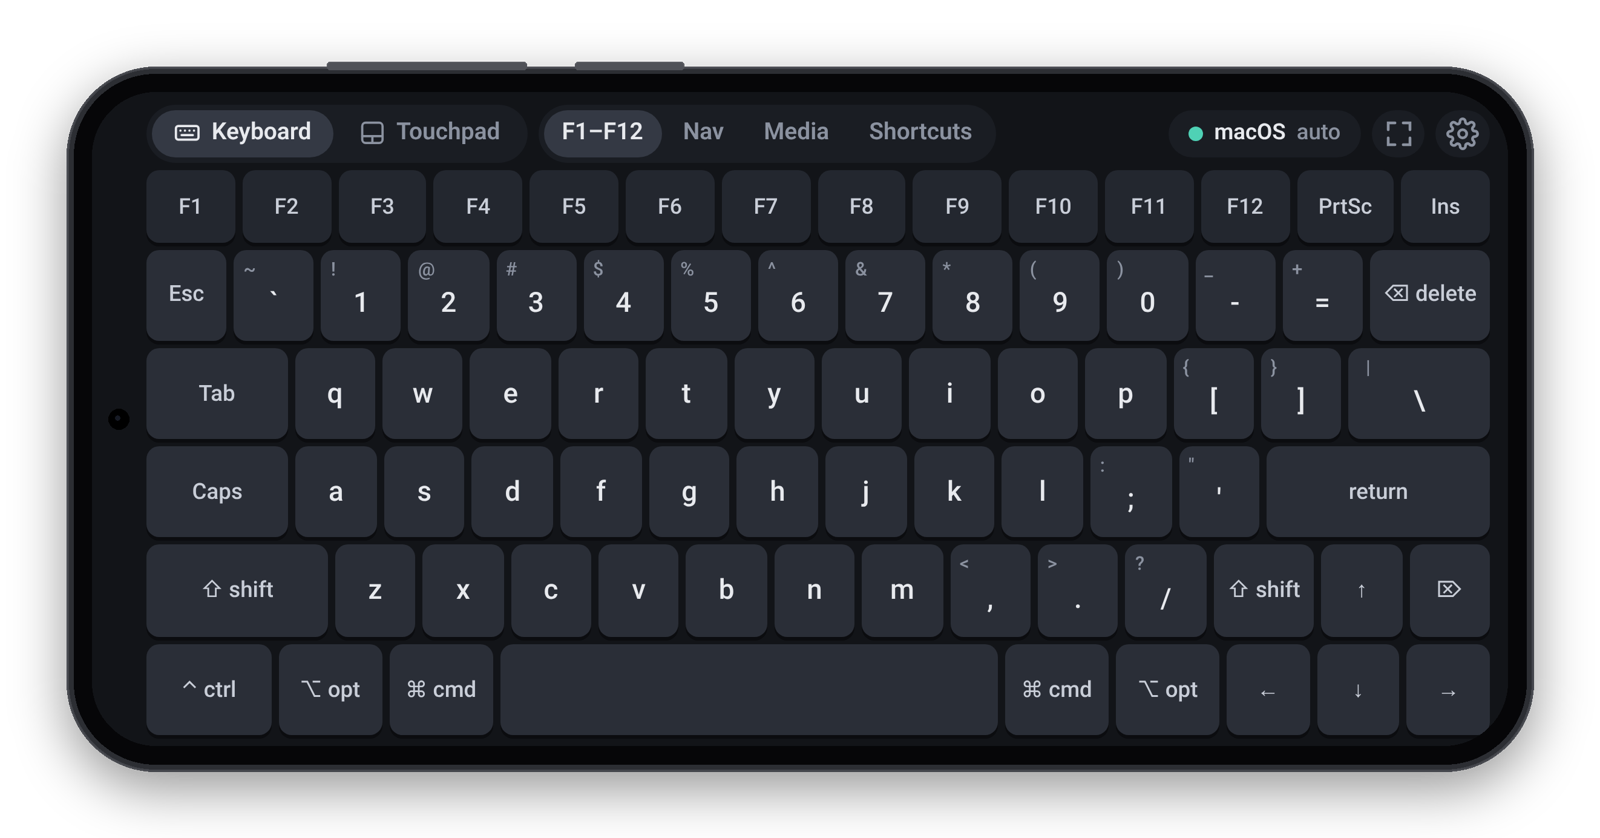 Keyboard Touchpad F1–F12 Nav Media Shortcuts macOS auto
F1 F2 F3 F4 F5 F6 F7 F8 F9 F10 F11 F12 PrtSc Ins
Esc ~ ` ! 1 @ 2 # 3 $ 4 % 5 ^ 6 & 7 * 8 ( 9 ) 0 _ - + = ⌫ delete
Tab q w e r t y u i o p { [ } ] | \
Caps a s d f g h j k l : ; " ' return
⇧ shift z x c v b n m < , > . ? / ⇧ shift ↑ ⌦
^ ctrl ⌥ opt ⌘ cmd ⌘ cmd ⌥ opt ← ↓ →